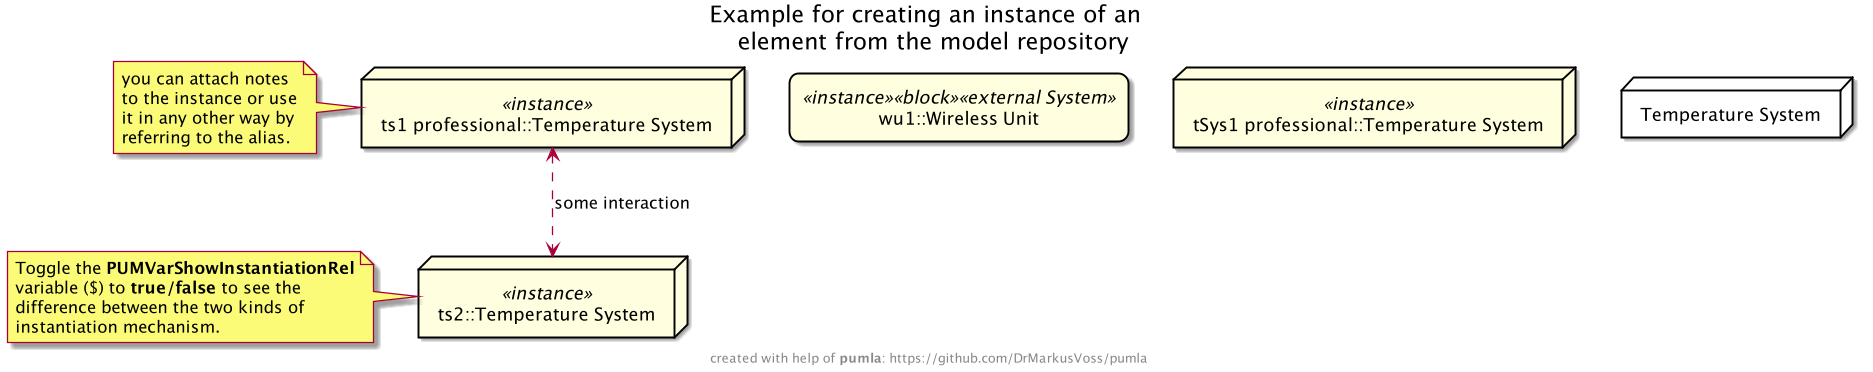 Example for creating an instance of an
element from the model repository
you can attach notes
to the instance or use
it in any other way by
referring to the alias.
«instance»
ts1 professional::Temperature System
«instance»«block»«external System»
wu1::Wireless Unit
«instance»
tSys1 professional::Temperature System
Temperature System
some interaction
Toggle the PUMVarShowInstantiationRel
variable ($) to true/false to see the
difference between the two kinds of
instantiation mechanism.
«instance»
ts2::Temperature System
created with help of pumla: https://github.com/DrMarkusVoss/pumla